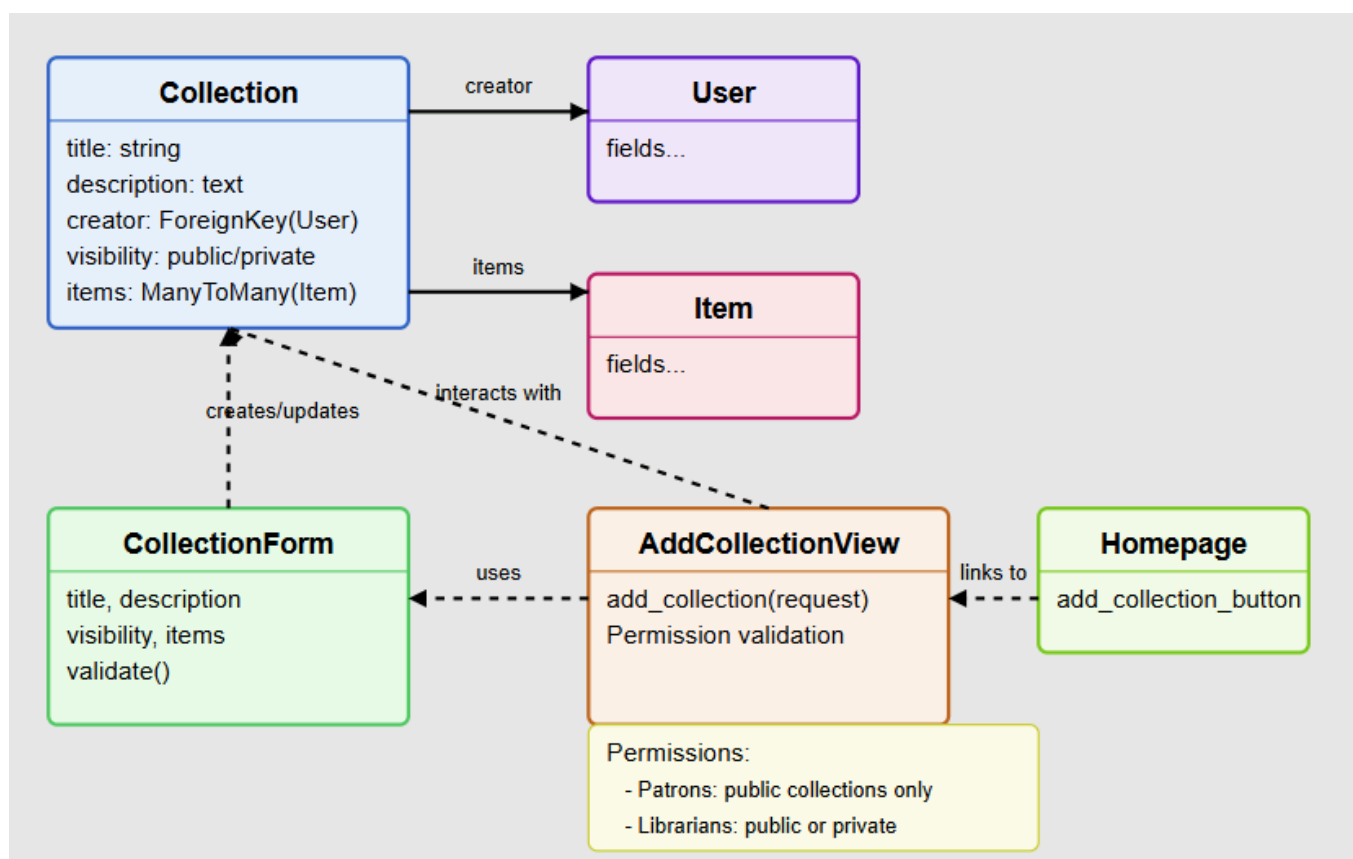 Collection
title: string
description: text
creator: ForeignKey(User)
visibility: public/private
items: ManyToMany(Item)
creator
User
fields...
items
Item
fields...
interacts with
creates/updates
CollectionForm
title, description
visibility, items
validate()
uses
AddCollectionView
add_collection(request)
Permission validation
links to
Homepage
add_collection_button
Permissions:
- Patrons: public collections only
- Librarians: public or private